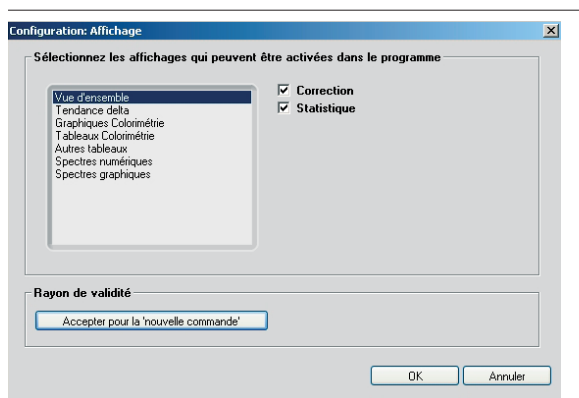 Configuration: Affichage
Sélectionnez les affichages qui peuvent être activées dans le programme
Vue d'ensemble
Tendance delta
Graphiques Colorimétrie
Tableaux Colorimétrie
Autres tableaux
Spectres numériques
Spectres graphiques
Correction
Statistique
Rayon de validité
Accepter pour la 'nouvelle commande'
OK
Annuler